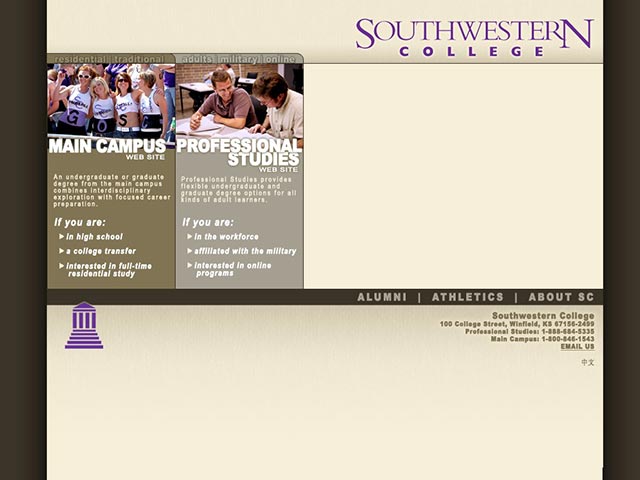 SOUTHWESTERN
COLLEGE
residential | traditional
adults | military | online
MAIN CAMPUS
WEB SITE
An undergraduate or graduate
degree from the main campus
combines interdisciplinary
exploration with focused career
preparation.
If you are:
in high school
a college transfer
interested in full-time
residential study
PROFESSIONAL
STUDIES
WEB SITE
Professional Studies provides
flexible undergraduate and
graduate degree options for all
kinds of adult learners.
If you are:
in the workforce
affiliated with the military
interested in online
programs
ALUMNI | ATHLETICS | ABOUT SC
Southwestern College
100 College Street, Winfield, KS 67156-2499
Professional Studies: 1-888-684-5335
Main Campus: 1-800-846-1543
EMAIL US
中文